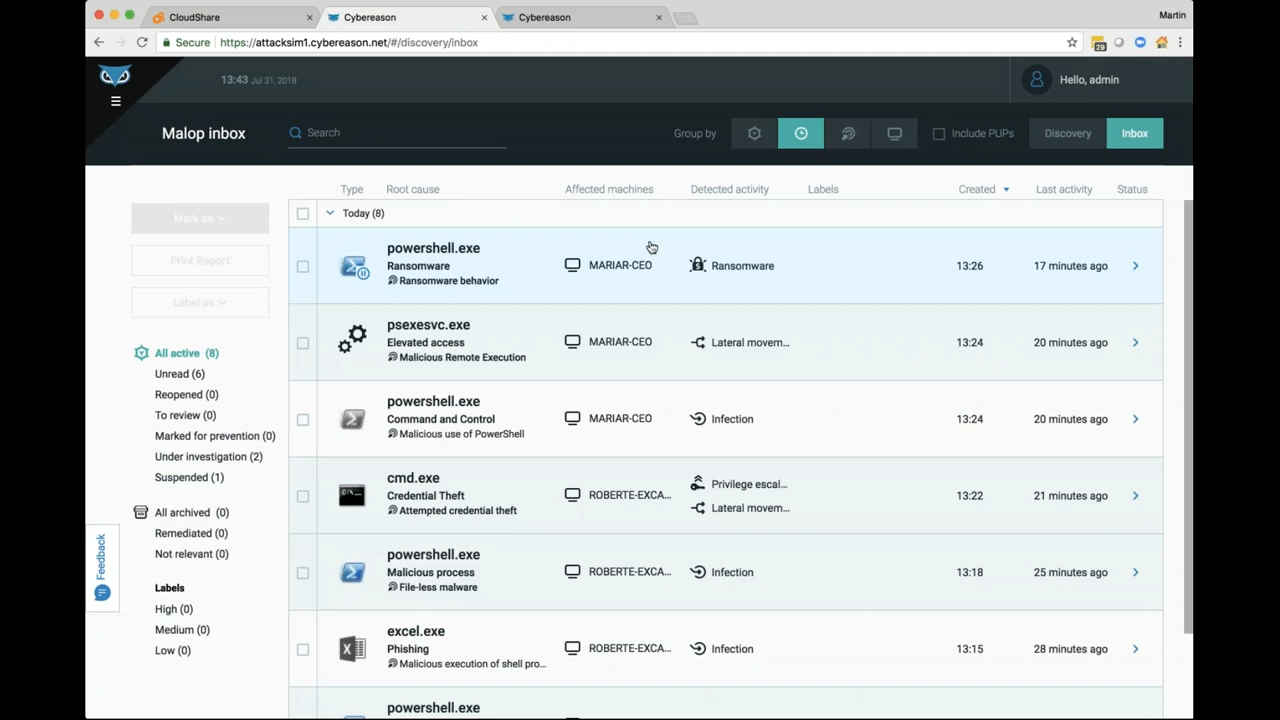 CloudShare
Cybereason
Cybereason
Martin
Secure https://attacksim1.cybereason.net/#/discovery/inbox
29
13:43 Jul 31, 2018
Hello, admin
Malop inbox
Search
Group by
Include PUPs
Discovery
Inbox
Mark as
Print Report
Label as
All active (8)
Unread (6)
Reopened (0)
To review (0)
Marked for prevention (0)
Under investigation (2)
Suspended (1)
All archived (0)
Remediated (0)
Not relevant (0)
Labels
High (0)
Medium (0)
Low (0)
Feedback
Type Root cause Affected machines Detected activity Labels Created Last activity Status
Today (8)
powershell.exe
Ransomware MARIAR-CEO Ransomware 13:26 17 minutes ago
Ransomware behavior
psexesvc.exe
Elevated access MARIAR-CEO Lateral movem... 13:24 20 minutes ago
Malicious Remote Execution
powershell.exe
Command and Control MARIAR-CEO Infection 13:24 20 minutes ago
Malicious use of PowerShell
cmd.exe
Privilege escal...
Credential Theft ROBERTE-EXCA... 13:22 21 minutes ago
Lateral movem...
Attempted credential theft
powershell.exe
Malicious process ROBERTE-EXCA... Infection 13:18 25 minutes ago
File-less malware
excel.exe
Phishing ROBERTE-EXCA... Infection 13:15 28 minutes ago
Malicious execution of shell pro...
powershell.exe